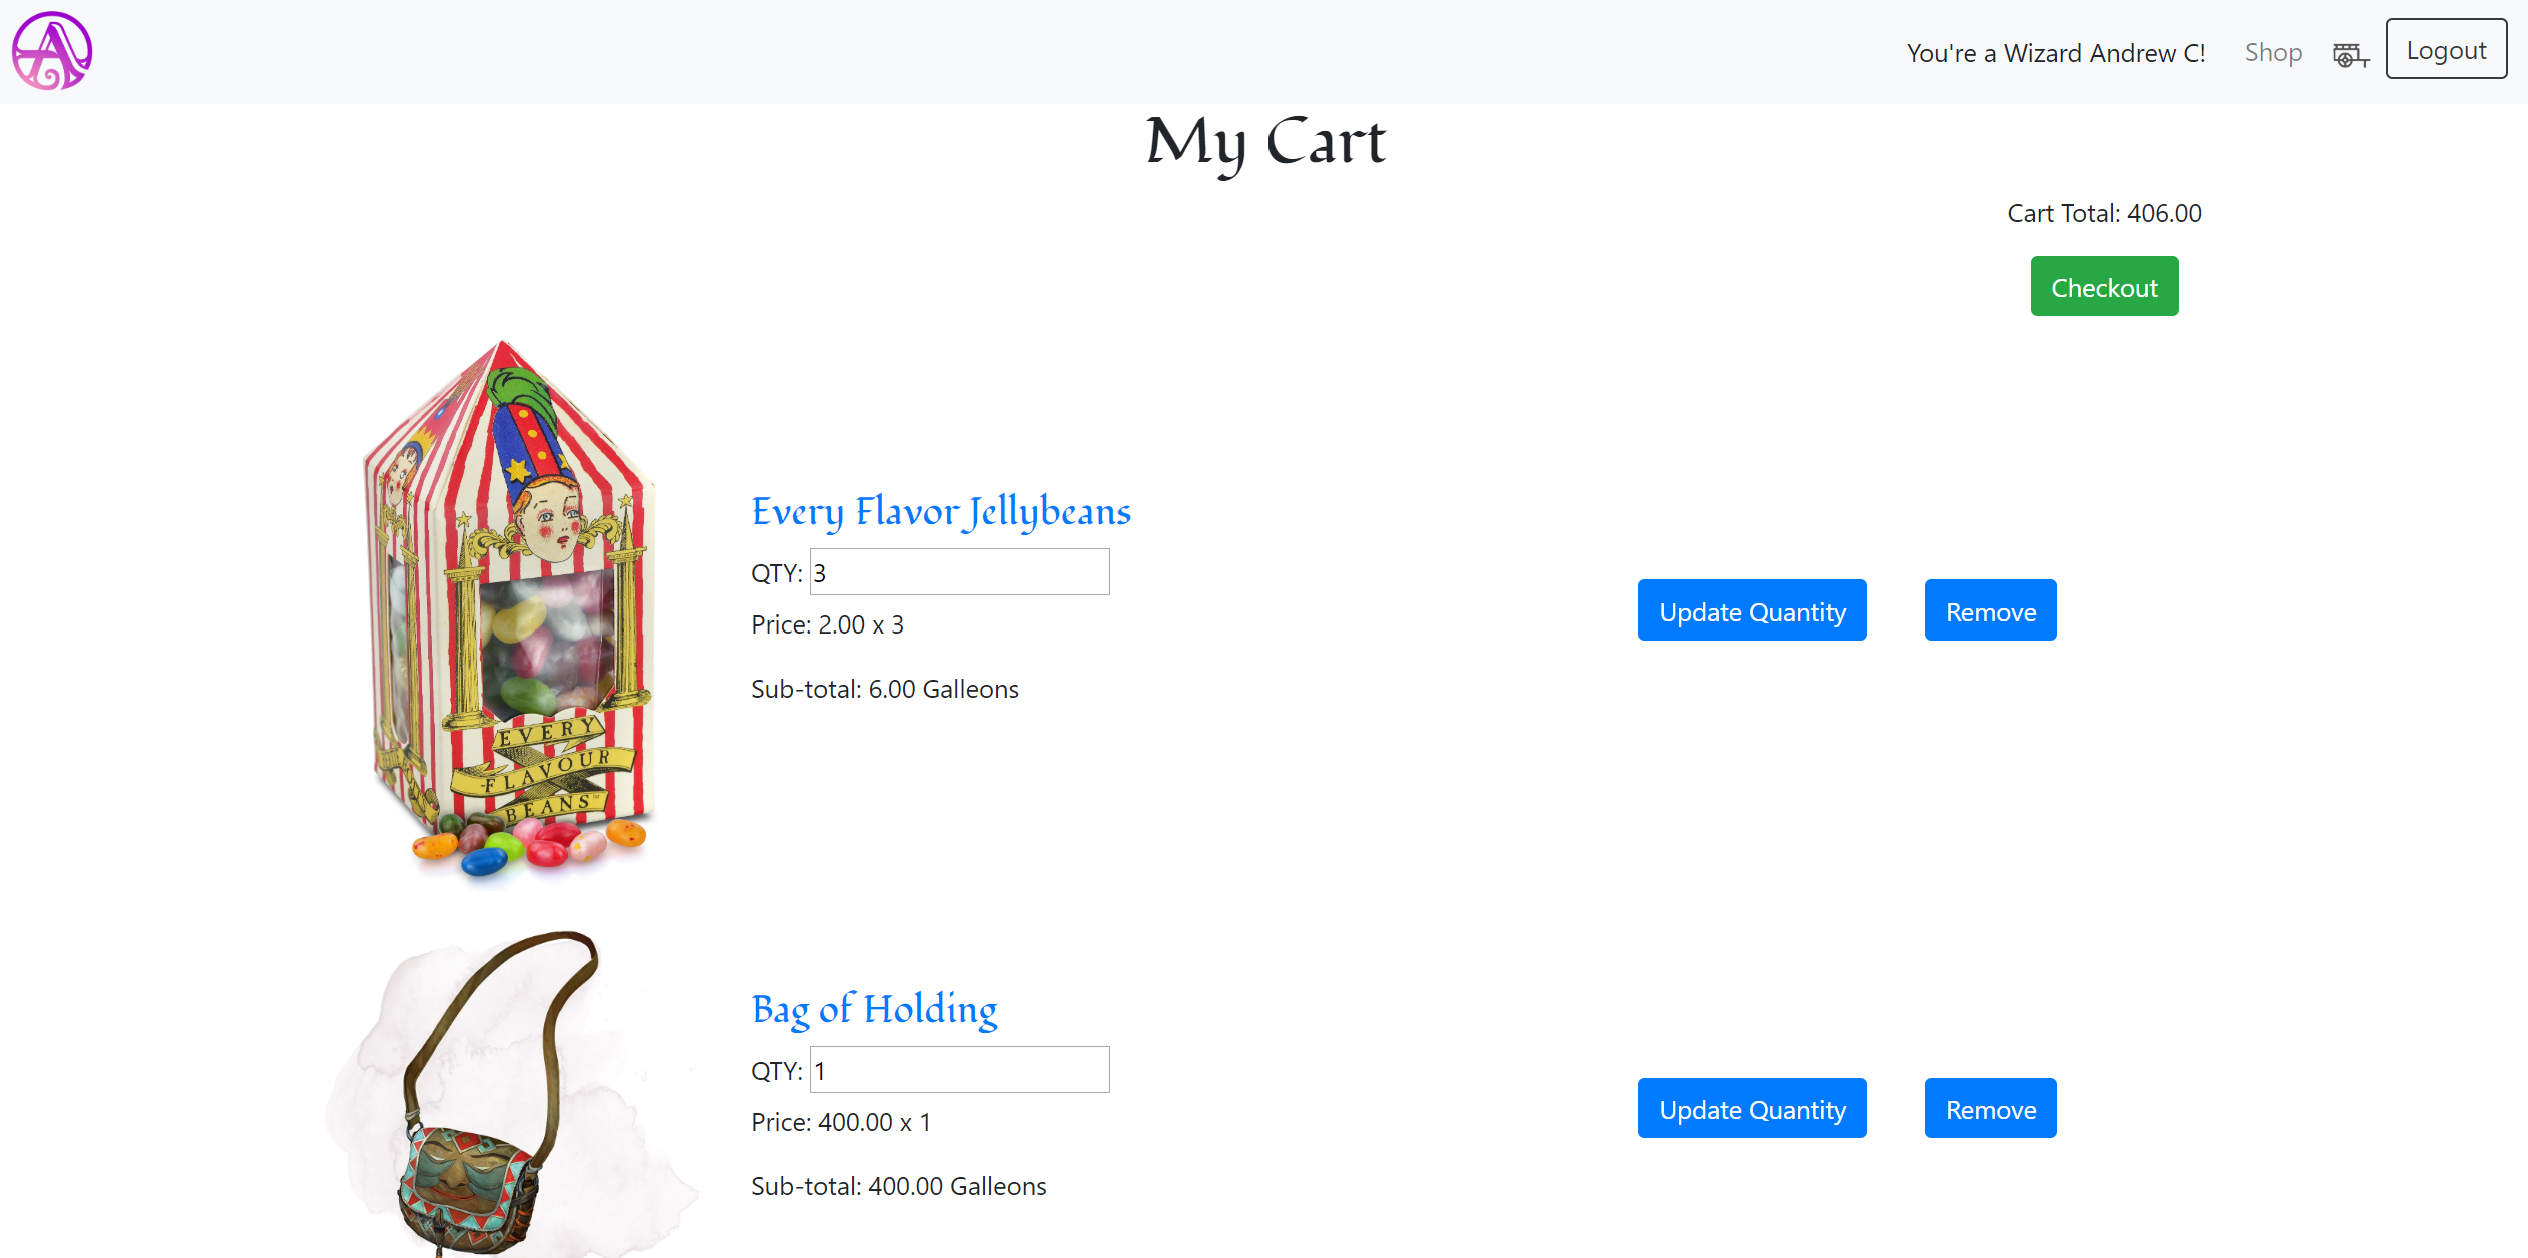 You're a Wizard Andrew C! Shop Logout
My Cart
Cart Total: 406.00
Checkout
EVERY
FLAVOUR
BEANS™
Every Flavor Jellybeans
QTY: 3
Price: 2.00 x 3
Sub-total: 6.00 Galleons
Update Quantity Remove
Bag of Holding
QTY: 1
Price: 400.00 x 1
Sub-total: 400.00 Galleons
Update Quantity Remove